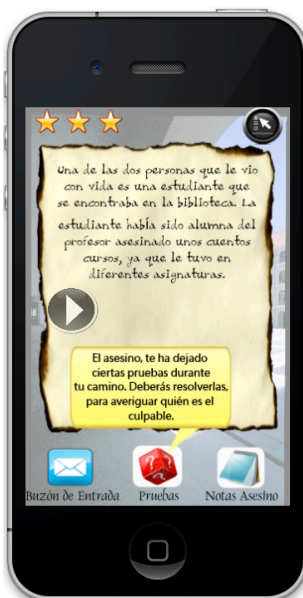 Una de las dos personas que le vio
con vida es una estudiante que
se encontraba en la biblioteca. La
estudiante había sido alumna del
profesor asesinado unos cuentos
cursos, ya que le tuvo en
diferentes asignaturas.
El asesino, te ha dejado
ciertas pruebas durante
tu camino. Deberás resolverlas,
para averiguar quién es el
culpable.
Buzón de Entrada Pruebas Notas Asesino